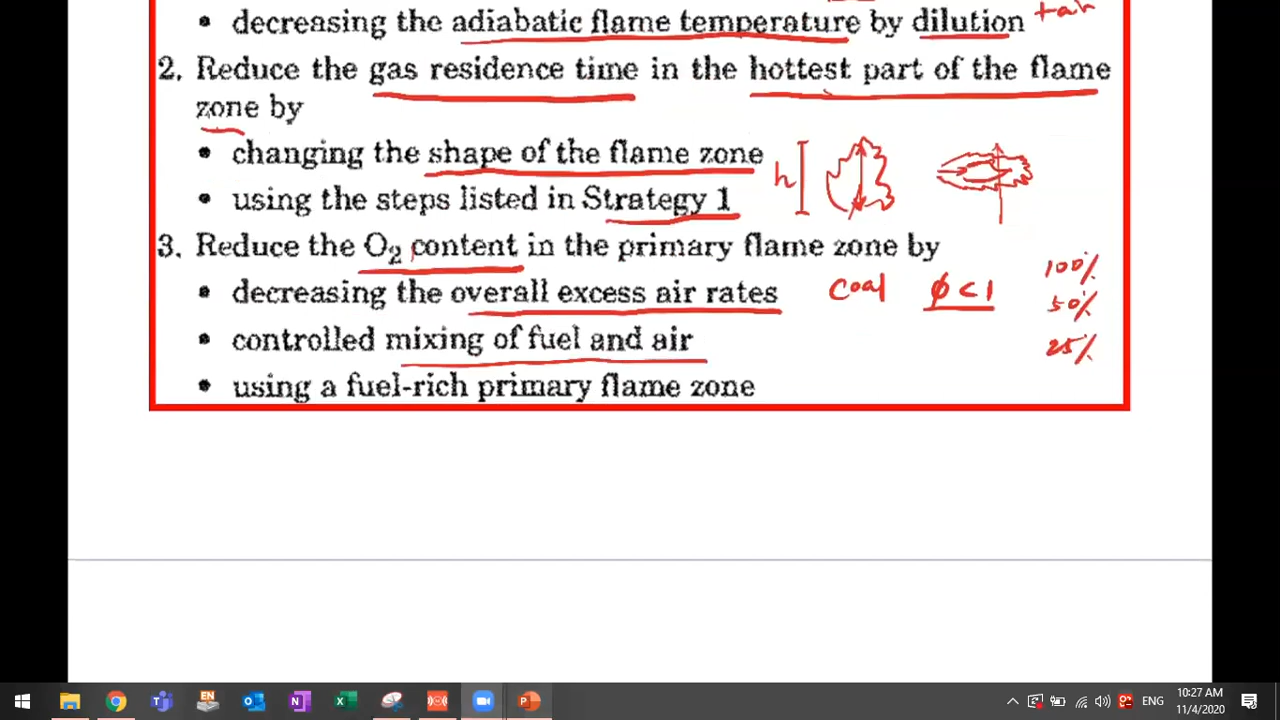 • decreasing the adiabatic flame temperature by dilution
2. Reduce the gas residence time in the hottest part of the flame
zone by
• changing the shape of the flame zone
h
• using the steps listed in Strategy 1
3. Reduce the O₂ content in the primary flame zone by
100%
• decreasing the overall excess air rates coal ϕ < 1
50%
• controlled mixing of fuel and air
25%
• using a fuel-rich primary flame zone
ENG
10:27 AM
11/4/2020